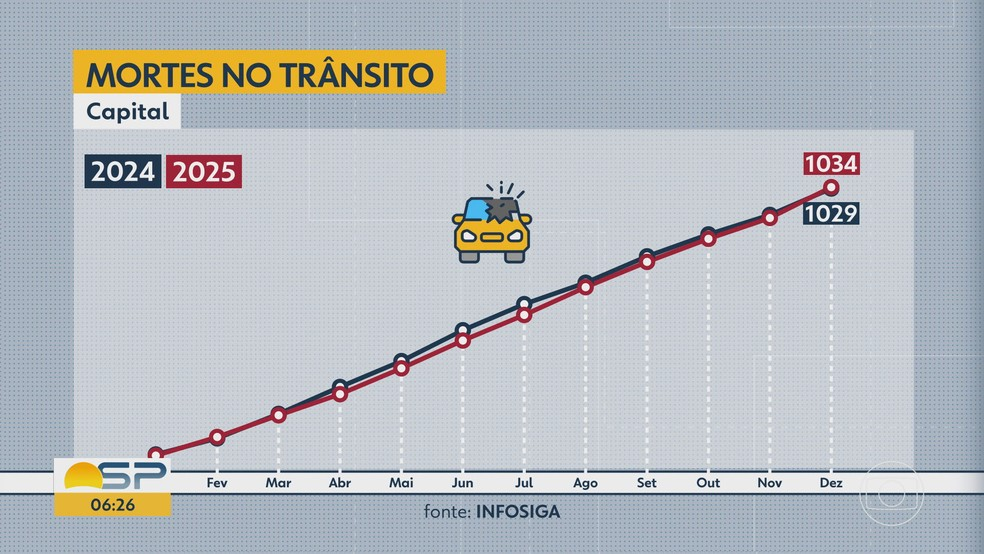 MORTES NO TRÂNSITO
Capital
2024 2025
1034
1029
SP
Fev Mar Abr Mai Jun Jul Ago Set Out Nov Dez
06:26
fonte: INFOSIGA